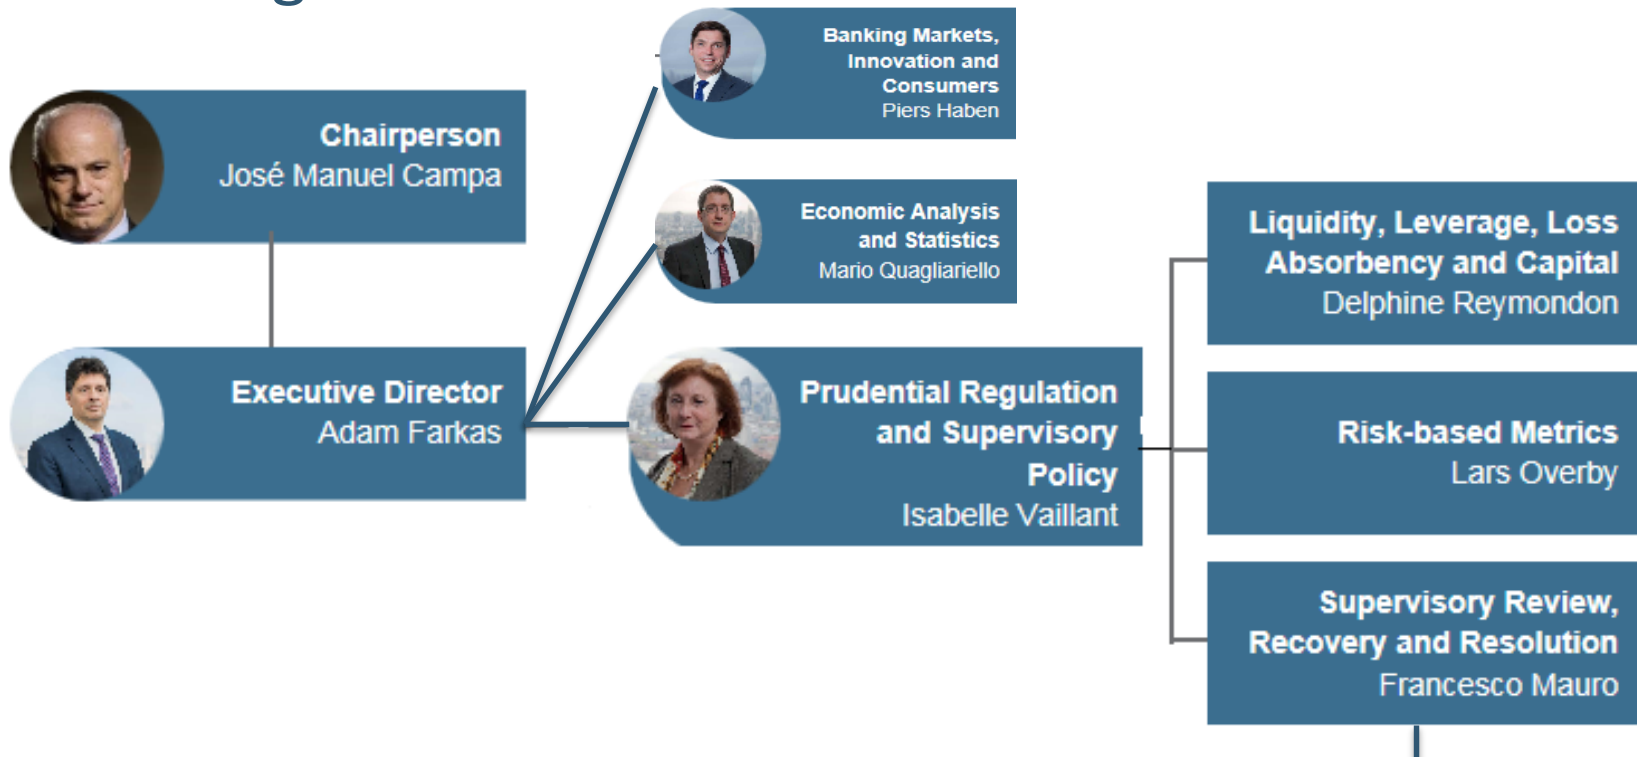 Chairperson
José Manuel Campa
Executive Director
Adam Farkas
Banking Markets,
Innovation and
Consumers
Piers Haben
Economic Analysis
and Statistics
Mario Quagliariello
Prudential Regulation
and Supervisory
Policy
Isabelle Vaillant
Liquidity, Leverage, Loss
Absorbency and Capital
Delphine Reymondon
Risk-based Metrics
Lars Overby
Supervisory Review,
Recovery and Resolution
Francesco Mauro